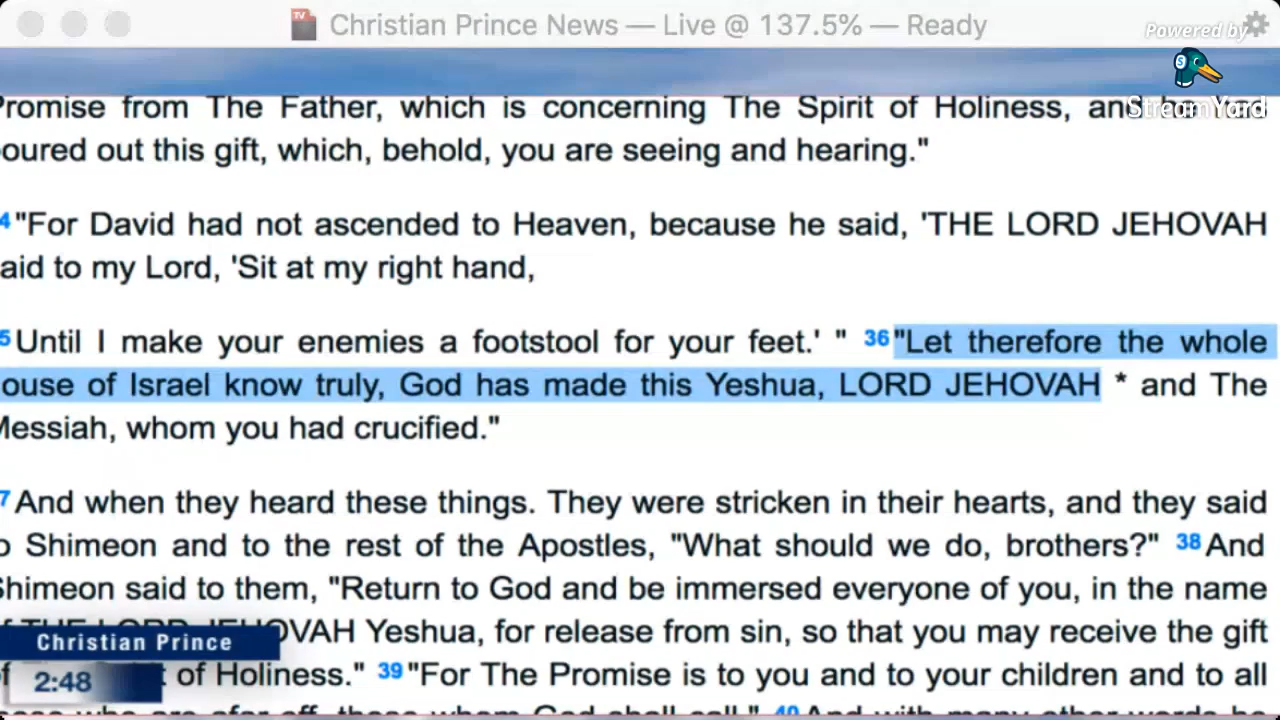 Christian Prince News — Live @ 137.5% — Ready
Powered by
StreamYard
Promise from The Father, which is concerning The Spirit of Holiness, and
oured out this gift, which, behold, you are seeing and hearing."
4 "For David had not ascended to Heaven, because he said, 'THE LORD JEHOVAH
aid to my Lord, 'Sit at my right hand,
5 Until I make your enemies a footstool for your feet.' " 36 "Let therefore the whole
ouse of Israel know truly, God has made this Yeshua, LORD JEHOVAH * and The
Messiah, whom you had crucified."
7 And when they heard these things. They were stricken in their hearts, and they said
o Shimeon and to the rest of the Apostles, "What should we do, brothers?" 38 And
Shimeon said to them, "Return to God and be immersed everyone of you, in the name
OVAH Yeshua, for release from sin, so that you may receive the gift
of Holiness." 39 "For The Promise is to you and to your children and to all
Christian Prince
2:48